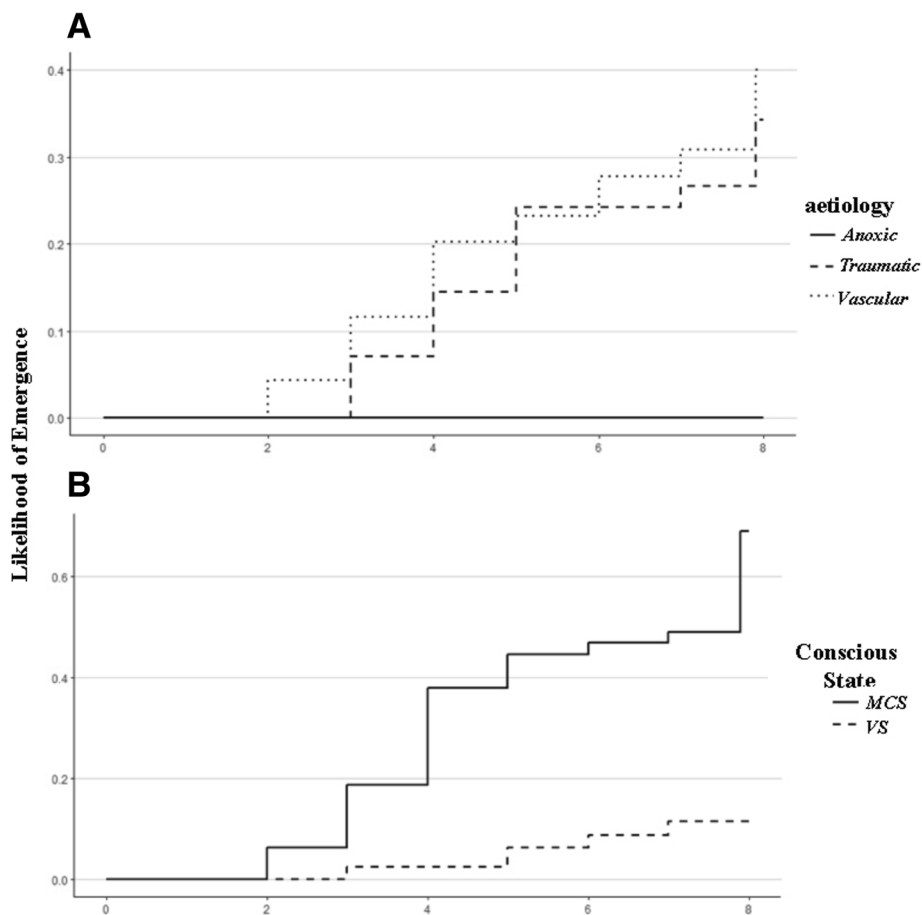 A
0.4
0.3
0.2
0.1
0.0
0 2 4 6 8
aetiology
Anoxic
Traumatic
Vascular
Likelihood of Emergence
B
0.6
0.4
0.2
0.0
0 2 4 6 8
Conscious
State
MCS
VS